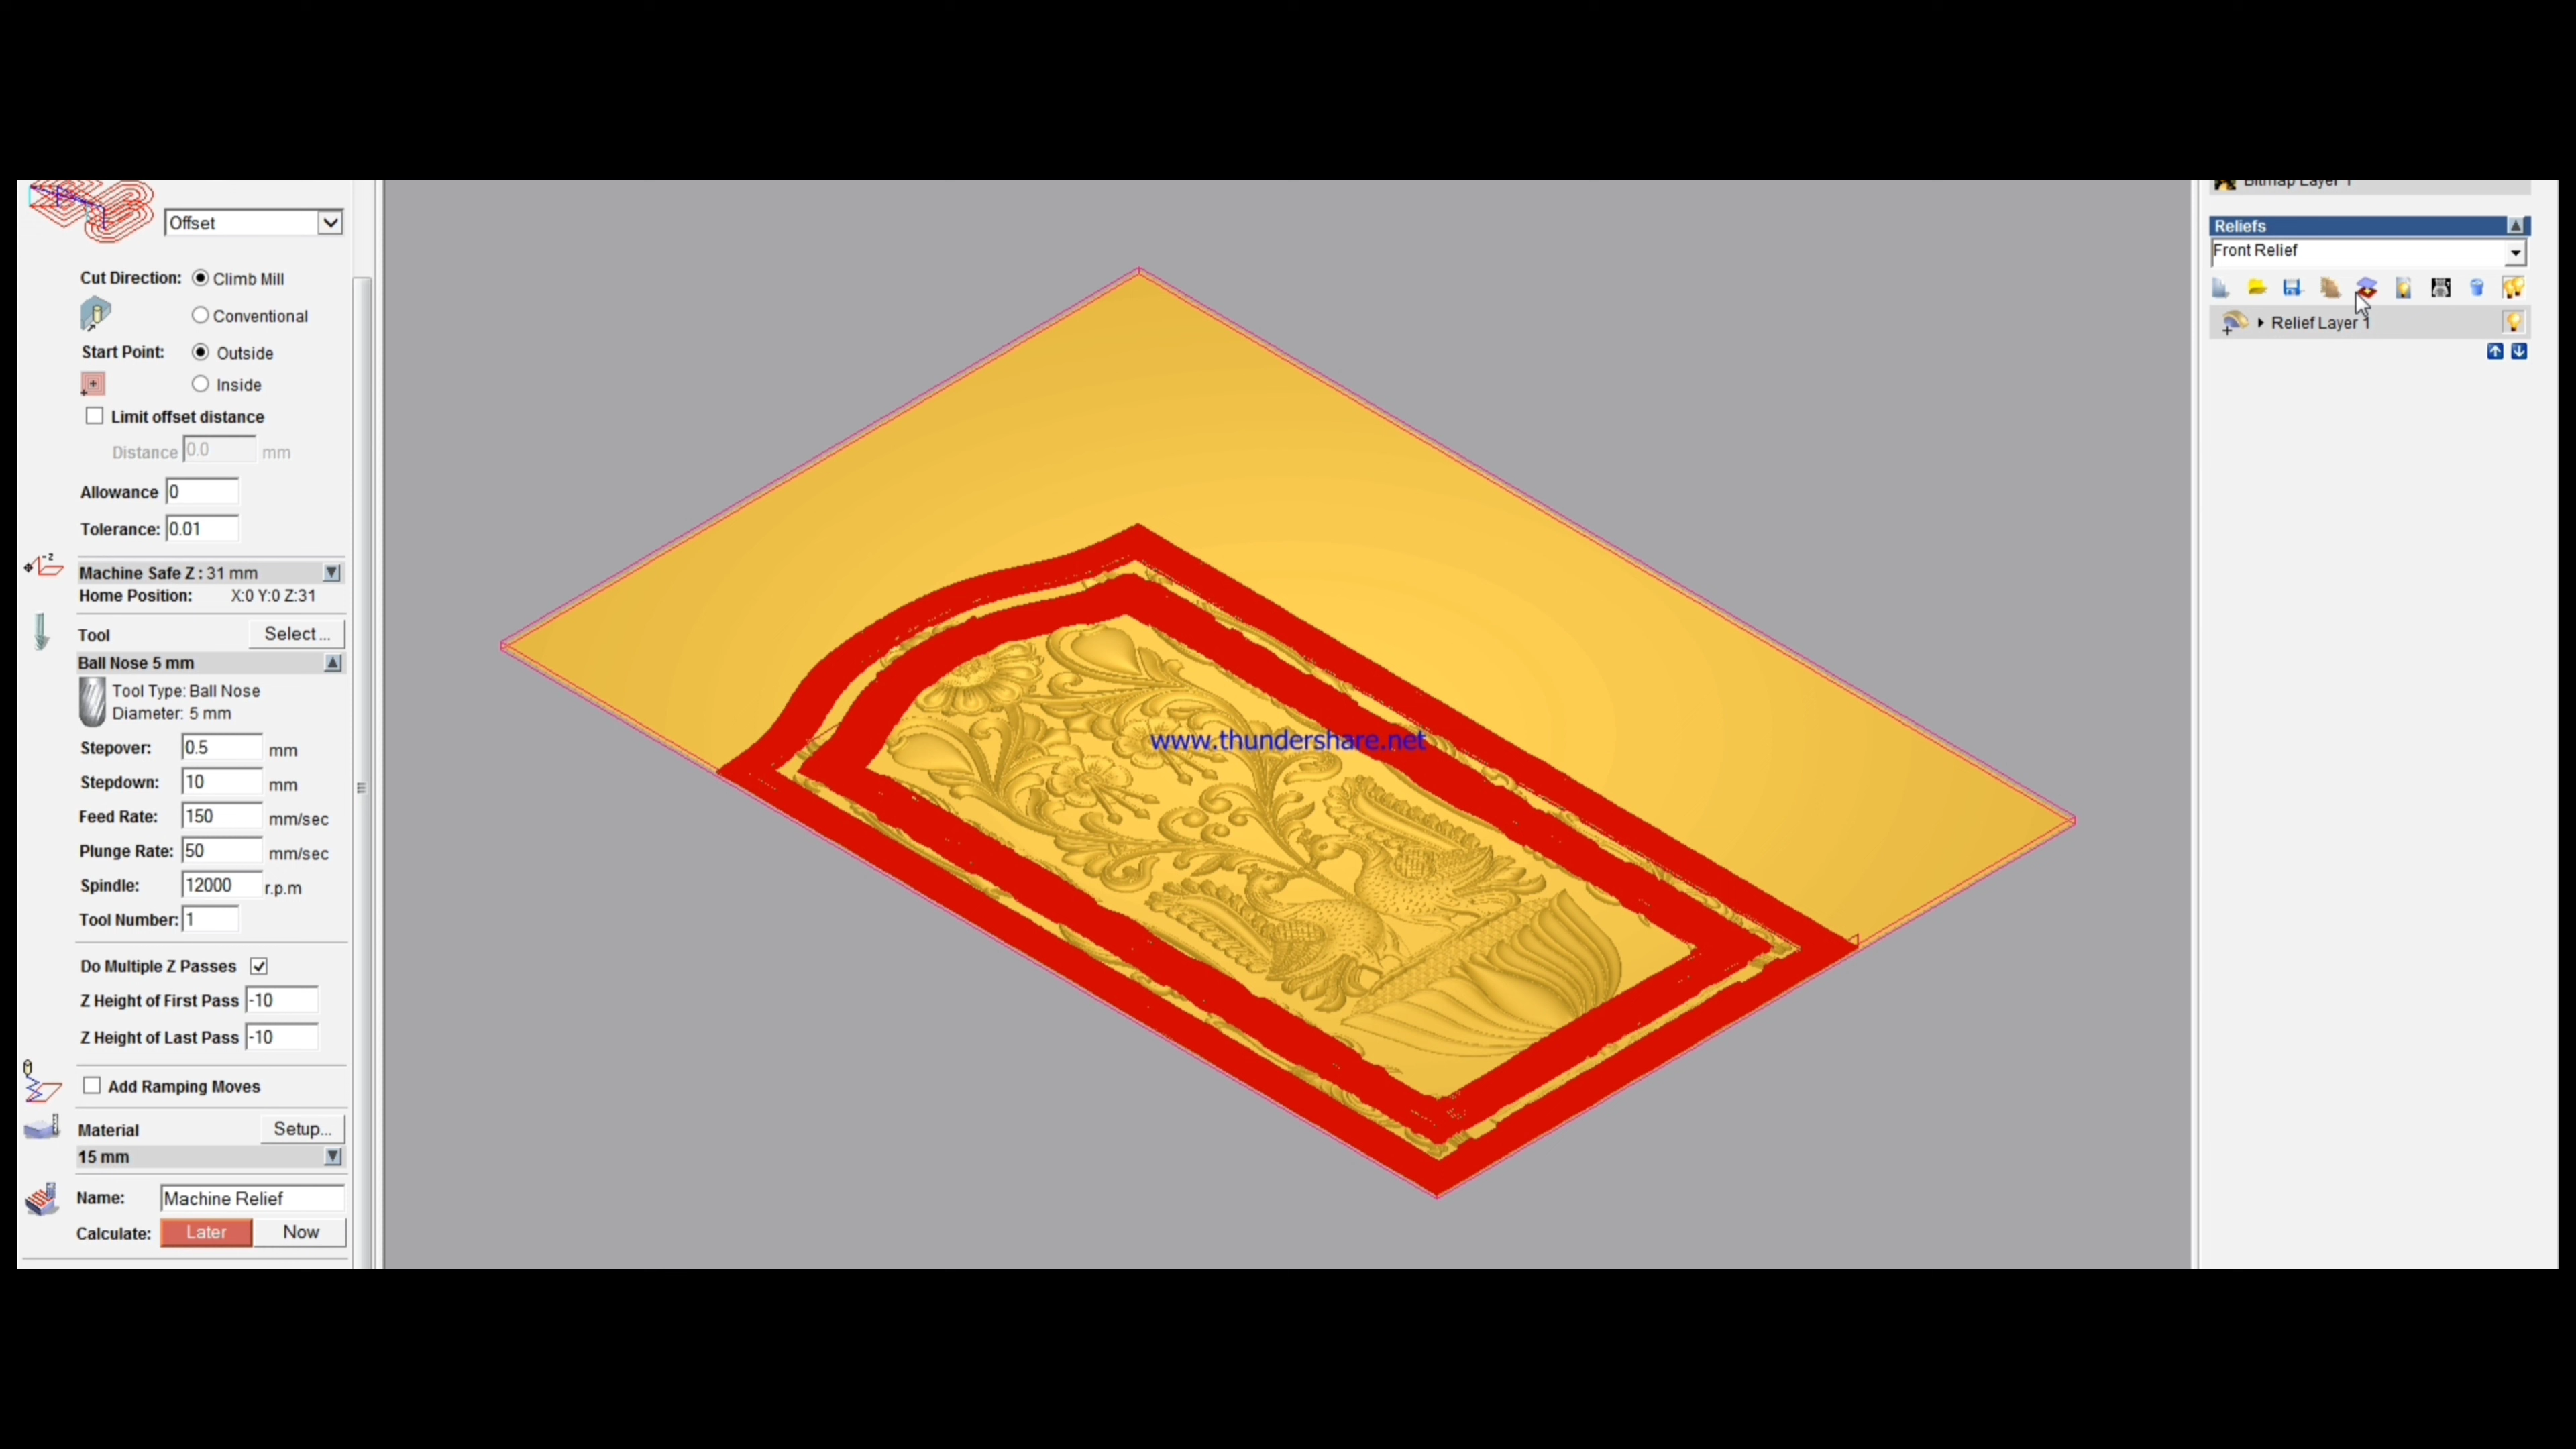 Offset
Cut Direction: Climb Mill
Conventional
Start Point: Outside
Inside
Limit offset distance
Distance 0.0 mm
Allowance 0
Tolerance: 0.01
-Z
Machine Safe Z : 31 mm
Home Position: X:0 Y:0 Z:31
Tool Select ...
Ball Nose 5 mm
Tool Type: Ball Nose
Diameter: 5 mm
Stepover: 0.5 mm
Stepdown: 10 mm
Feed Rate: 150 mm/sec
Plunge Rate: 50 mm/sec
Spindle: 12000 r.p.m
Tool Number: 1
Do Multiple Z Passes
Z Height of First Pass -10
Z Height of Last Pass -10
Add Ramping Moves
Material Setup...
15 mm
Name: Machine Relief
Calculate: Later Now
www.thundershare.net
Bitmap Layer 1
Reliefs
Front Relief
Relief Layer 1